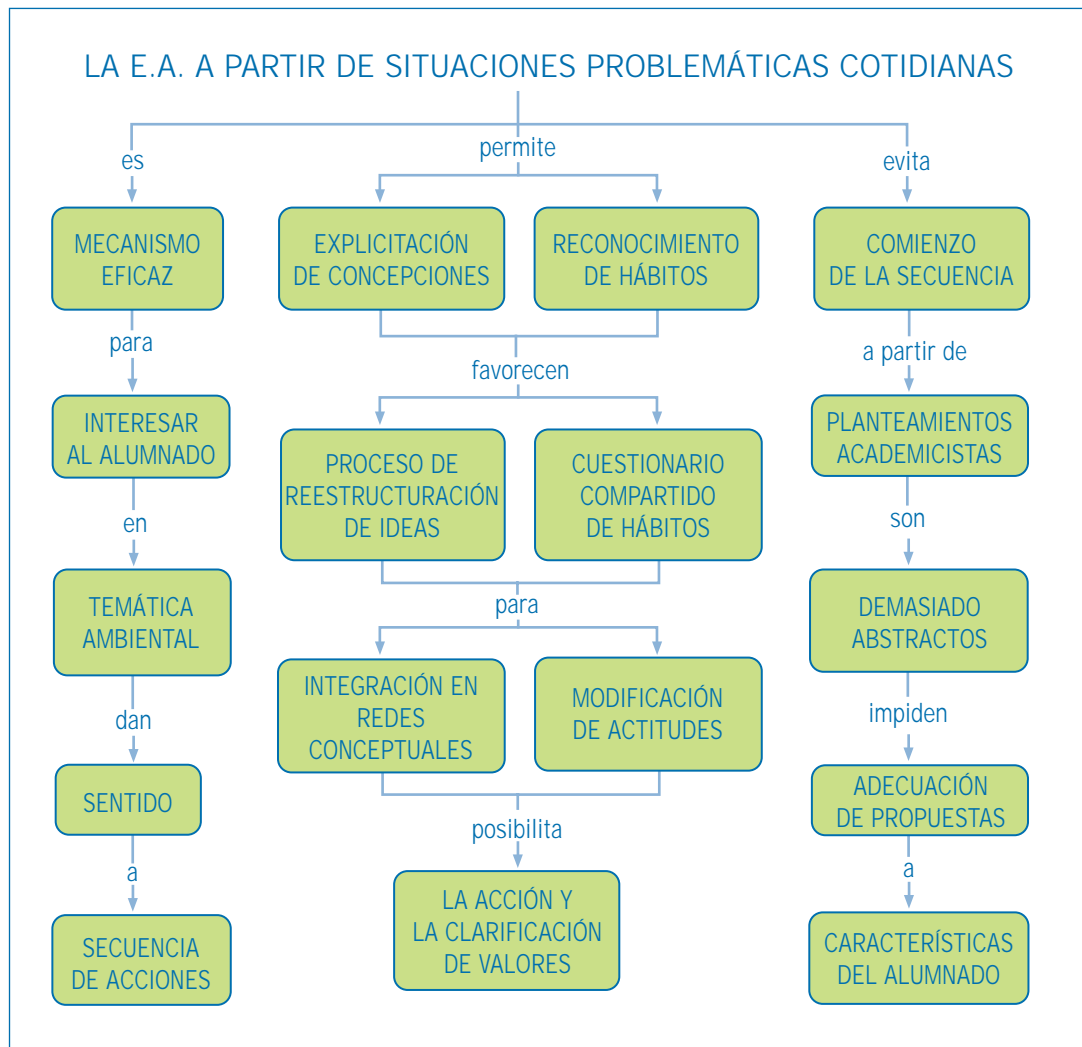 LA E.A. A PARTIR DE SITUACIONES PROBLEMÁTICAS COTIDIANAS
es
permite
evita
MECANISMO
EFICAZ
EXPLICITACIÓN
DE CONCEPCIONES
RECONOCIMIENTO
DE HÁBITOS
COMIENZO
DE LA SECUENCIA
para
favorecen
a partir de
INTERESAR
AL ALUMNADO
PROCESO DE
REESTRUCTURACIÓN
DE IDEAS
CUESTIONARIO
COMPARTIDO
DE HÁBITOS
PLANTEAMIENTOS
ACADEMICISTAS
en
para
son
TEMÁTICA
AMBIENTAL
INTEGRACIÓN EN
REDES
CONCEPTUALES
MODIFICACIÓN
DE ACTITUDES
DEMASIADO
ABSTRACTOS
dan
posibilita
impiden
SENTIDO
LA ACCIÓN Y
LA CLARIFICACIÓN
DE VALORES
ADECUACIÓN
DE PROPUESTAS
a
a
SECUENCIA
DE ACCIONES
CARACTERÍSTICAS
DEL ALUMNADO